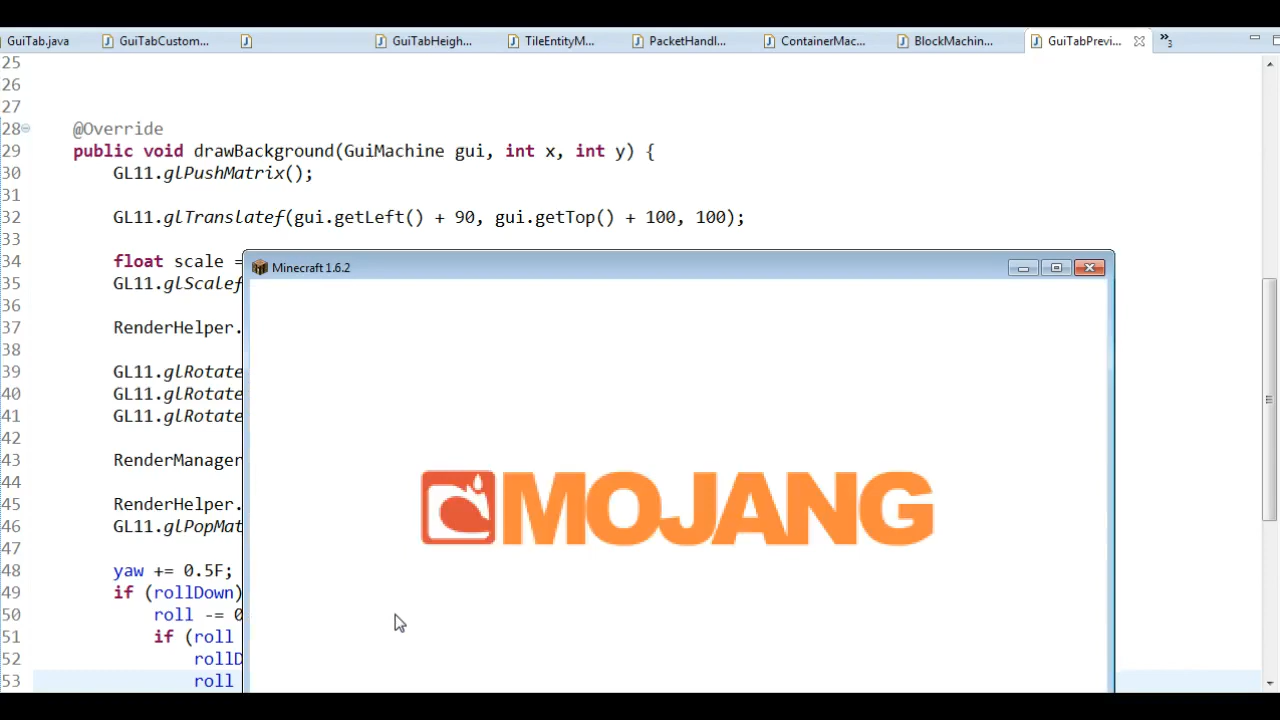 GuiTab.java GuiTabCustom... GuiTabHeigh... TileEntityM... PacketHandl... ContainerMac... BlockMachin... GuiTabPrevi... »3
25
26
27
28 @Override
29 public void drawBackground(GuiMachine gui, int x, int y) {
30 GL11.glPushMatrix();
31
32 GL11.glTranslatef(gui.getLeft() + 90, gui.getTop() + 100, 100);
33
34 float scale =
35 GL11.glScalef
36
37 RenderHelper.
38
39 GL11.glRotate
40 GL11.glRotate
41 GL11.glRotate
42
43 RenderManager
44
45 RenderHelper.
46 GL11.glPopMat
47
48 yaw += 0.5F;
49 if (rollDown)
50 roll -= 0
51 if (roll
52 rollD
53 roll
Minecraft 1.6.2
MOJANG